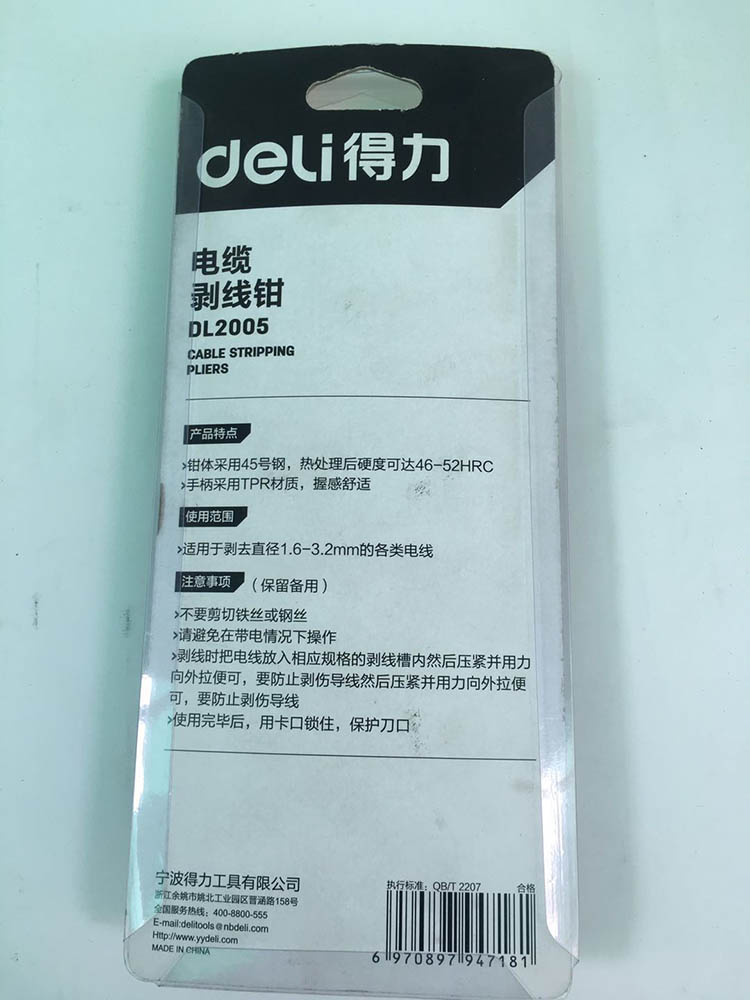 deli得力
电缆
剥线钳
DL2005
CABLE STRIPPING
PLIERS
产品特点
›钳体采用45号钢，热处理后硬度可达46-52HRC
›手柄采用TPR材质，握感舒适
使用范围
›适用于剥去直径1.6-3.2mm的各类电线
注意事项（保留备用）
›不要剪切铁丝或钢丝
›请避免在带电情况下操作
›剥线时把电线放入相应规格的剥线槽内然后压紧并用力
向外拉便可，要防止剥伤导线然后压紧并用力向外拉便
可，要防止剥伤导线
›使用完毕后，用卡口锁住，保护刀口
宁波得力工具有限公司
浙江余姚市姚北工业园区晋涵路158号
全国服务热线：400-8800-555
E-mail:delitools@nbdeli.com
Http://www.yydeli.com
MADE IN CHINA
执行标准：QB/T 2207 合格
6 970897 947181